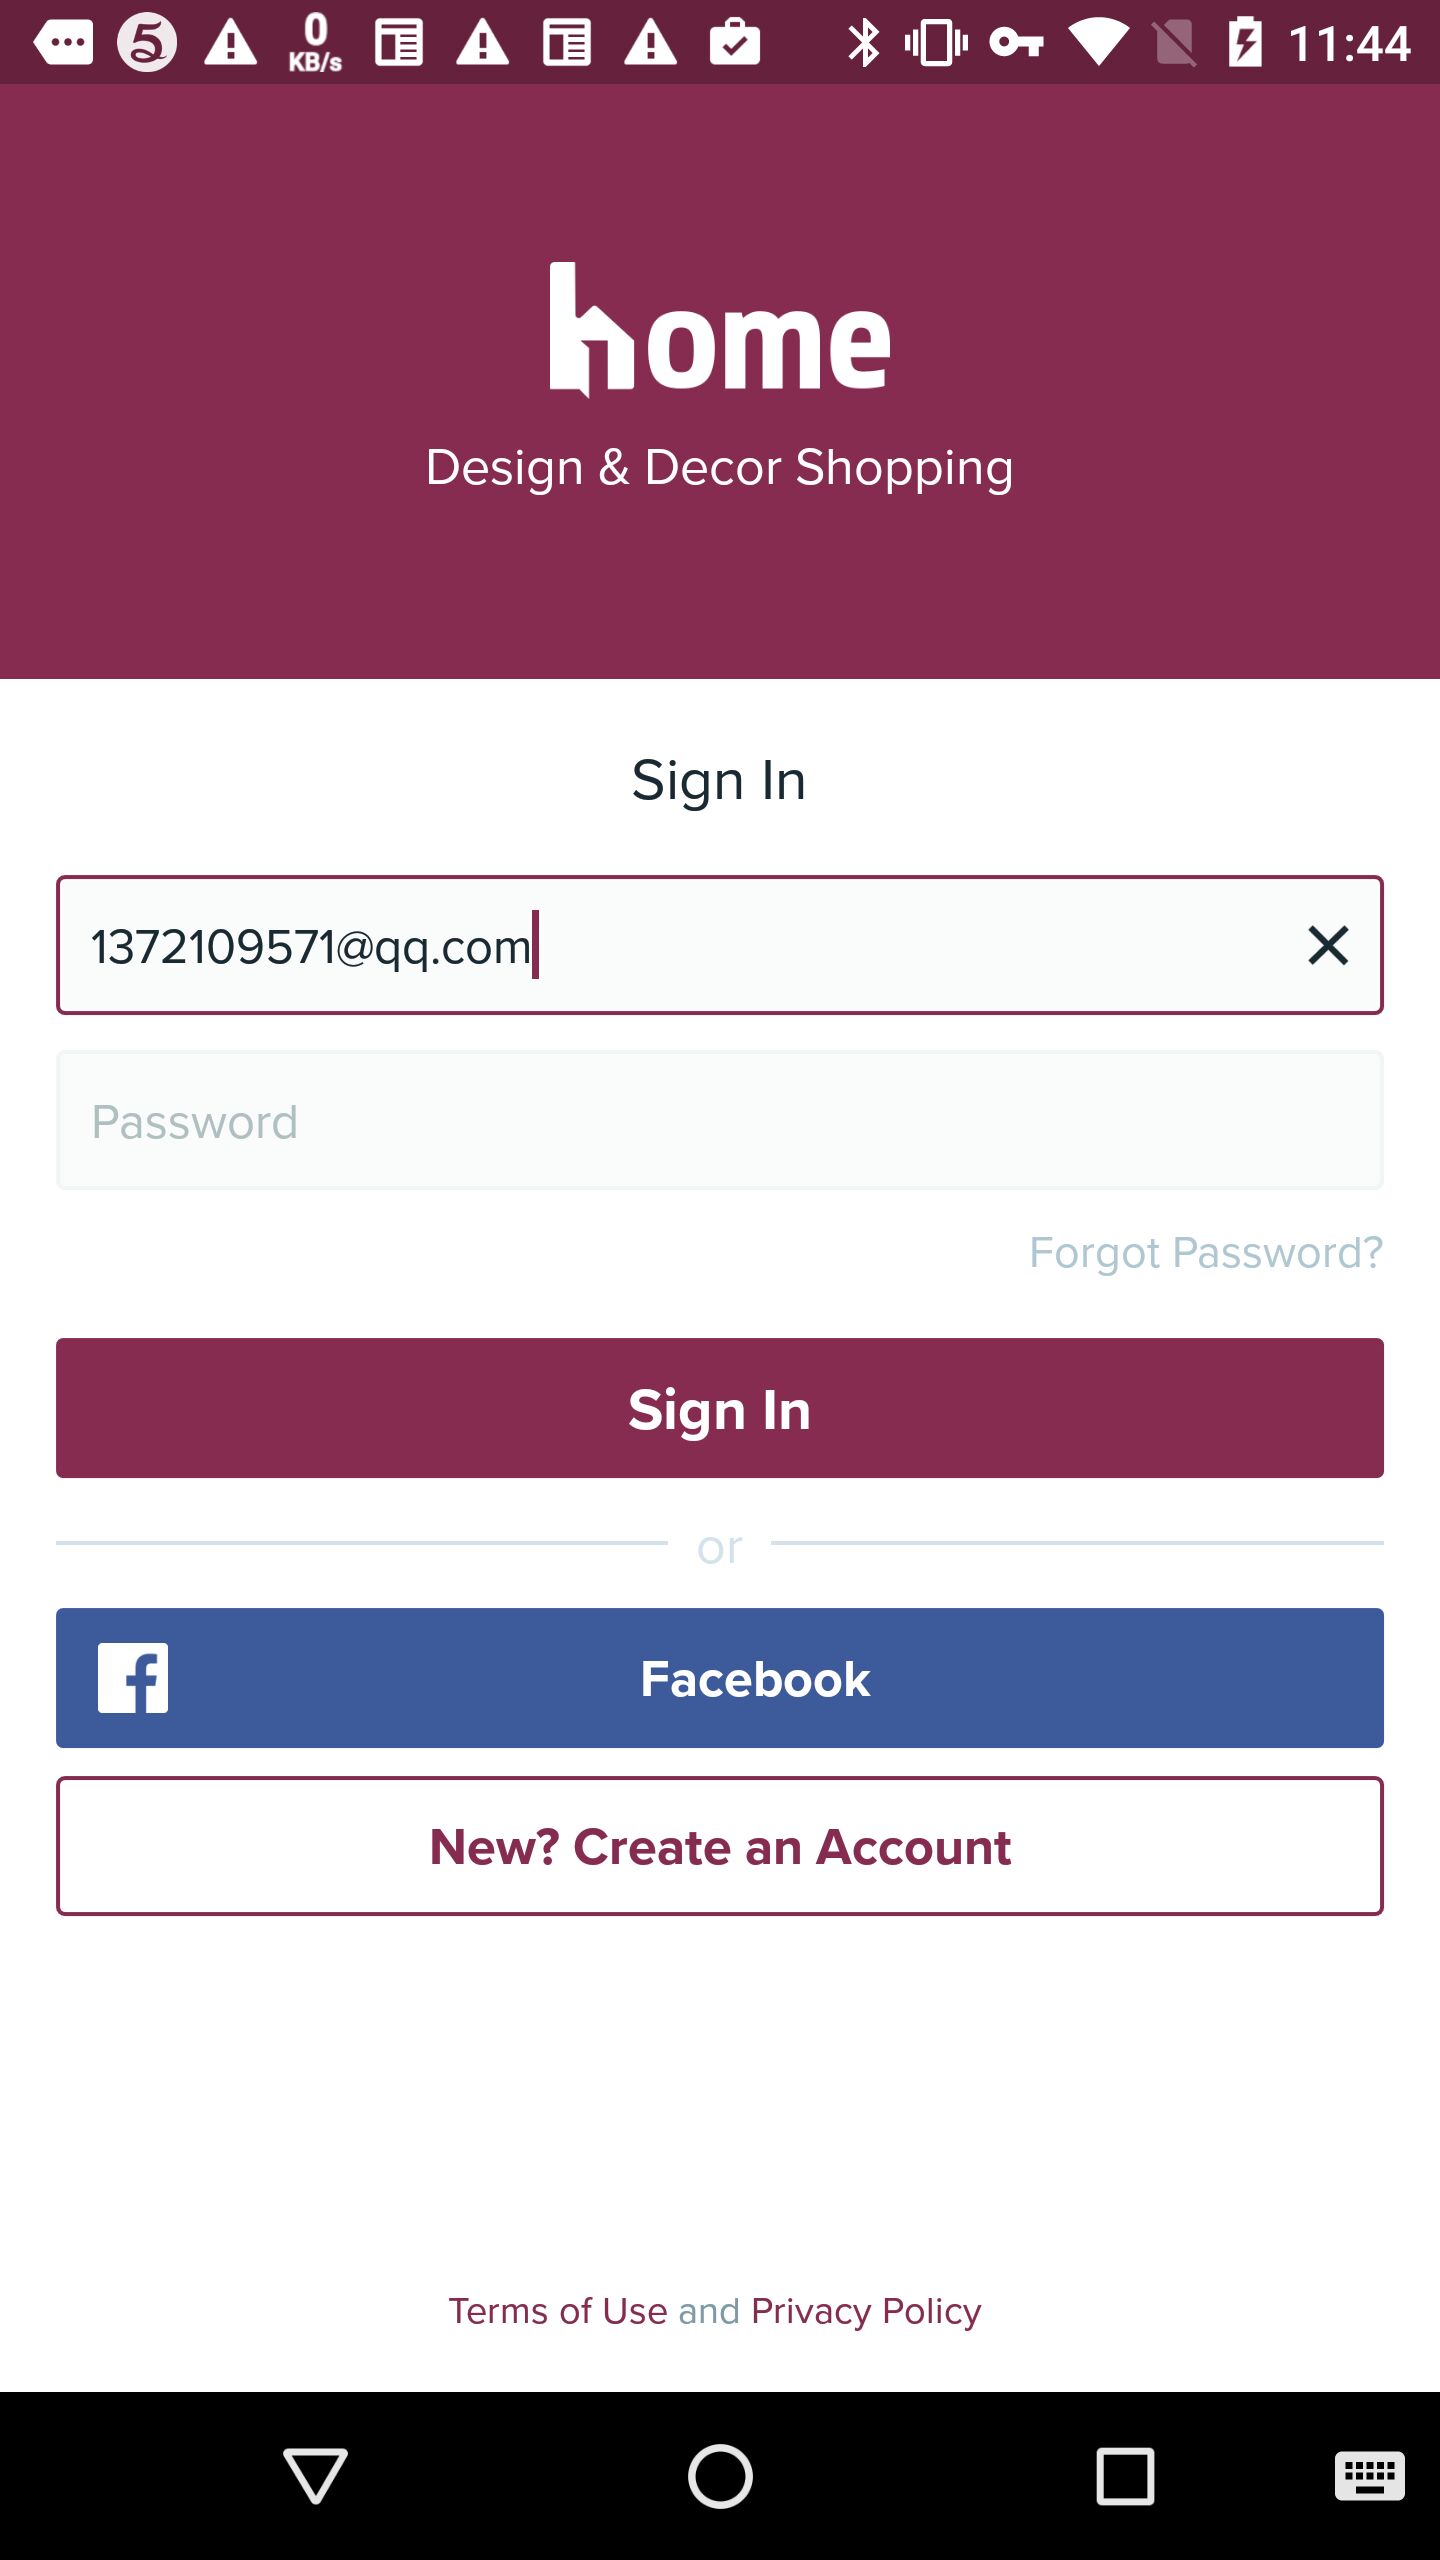 0
KB/s
11:44
home
Design & Decor Shopping
Sign In
1372109571@qq.com
Password
Forgot Password?
Sign In
or
Facebook
New? Create an Account
Terms of Use and Privacy Policy